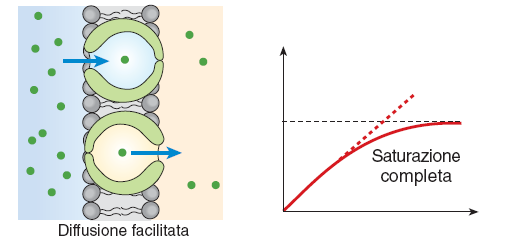 Diffusione facilitata
Saturazione
completa